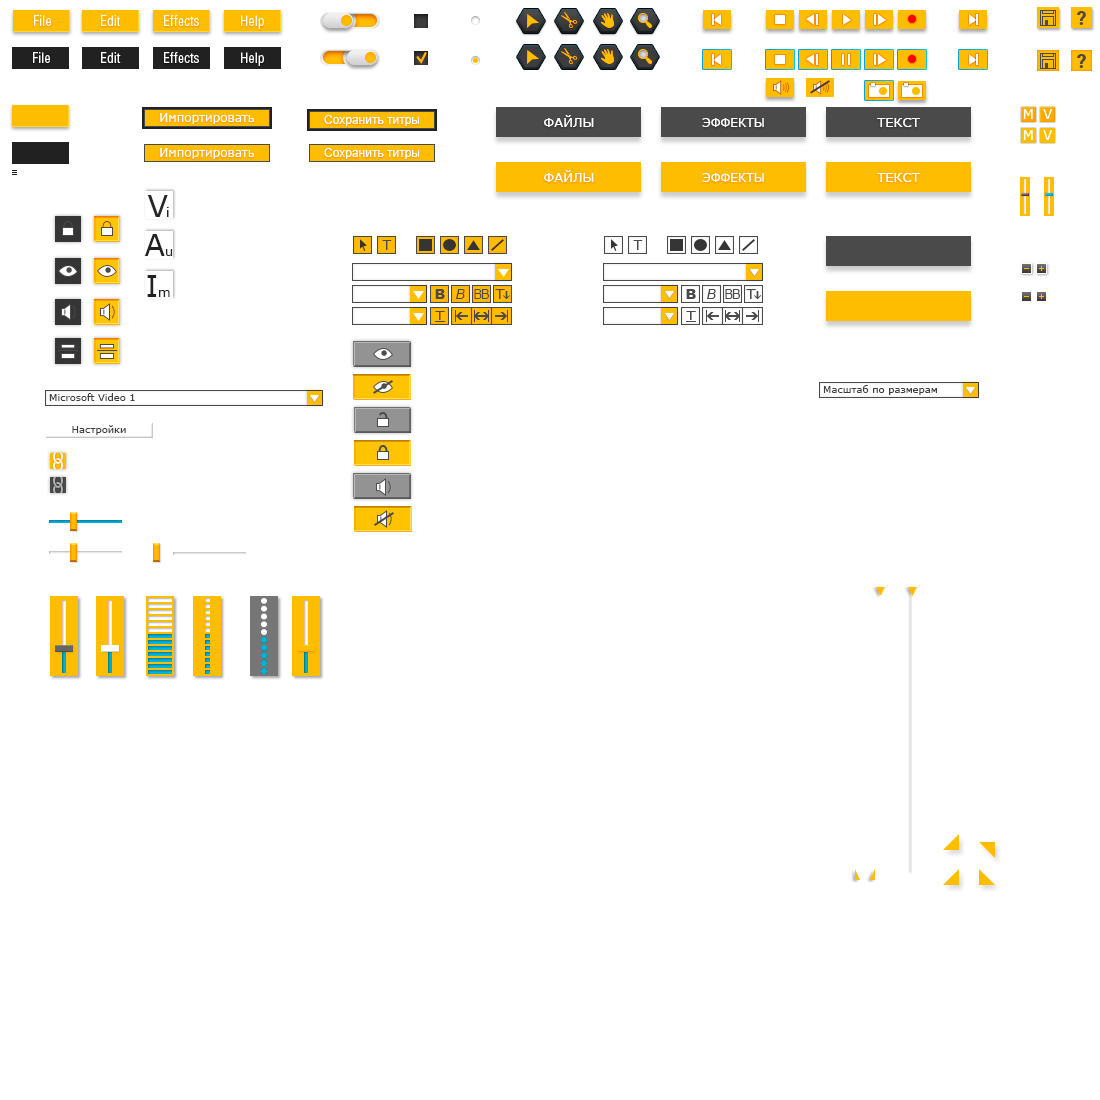 File Edit Effects Help
File Edit Effects Help
?
?
Импортировать Сохранить титры
Импортировать Сохранить титры
ФАЙЛЫ ЭФФЕКТЫ ТЕКСТ
ФАЙЛЫ ЭФФЕКТЫ ТЕКСТ
M V
M V
Vi
Au
Im
T
T
B B BB T
B B BB T
T
T
Microsoft Video 1
Масштаб по размерам
Настройки